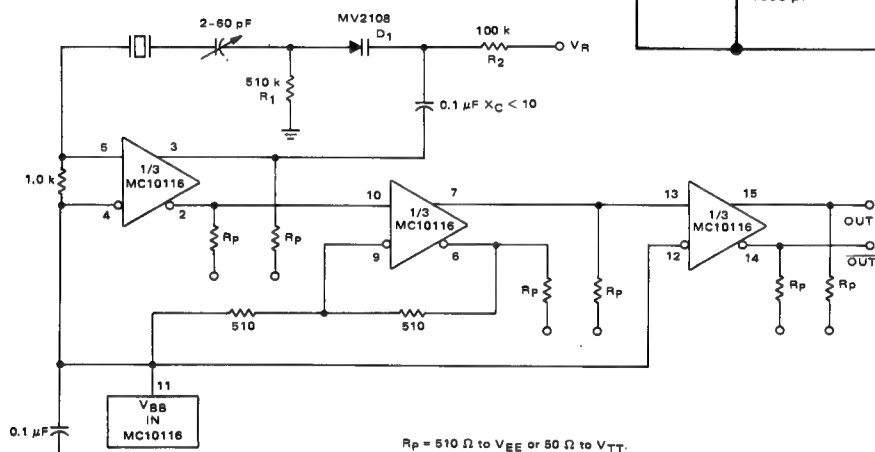 MV2108
2-60 pF
D1
100 k
VR
R2
510 k
R1
0.1 µF XC < 10
5
3
1/3
MC10116
1.0 k
4
2
10
7
1/3
MC10116
9
6
13
15
1/3
MC10116
12
14
OUT
OUT
RP
RP
RP
RP
RP
RP
510
510
11
VBB
IN
MC10116
0.1 µF
RP = 510 Ω to VEE or 50 Ω to VTT.